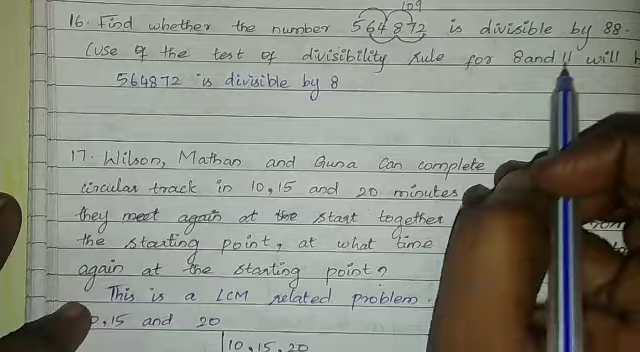 109
16. Find whether the number 564872 is divisible by 88.
(use of the test of divisibility rule for 8 and 11 will
564872 is divisible by 8
17. Wilson, Mathan and Guna can complete
circular track in 10, 15 and 20 minutes
they meet again at the start together
the starting point, at what time
again at the starting point?
This is a LCM related problem.
, 15 and 20
10, 15, 20